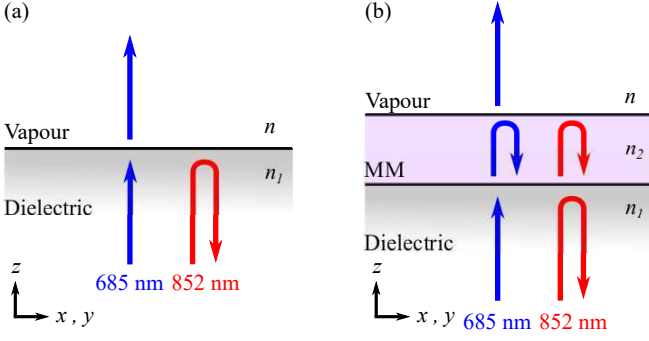 (a)
(b)
Vapour
n
Dielectric
n1
685 nm 852 nm
z
x , y
Vapour
n
MM
n2
Dielectric
n1
685 nm 852 nm
z
x , y